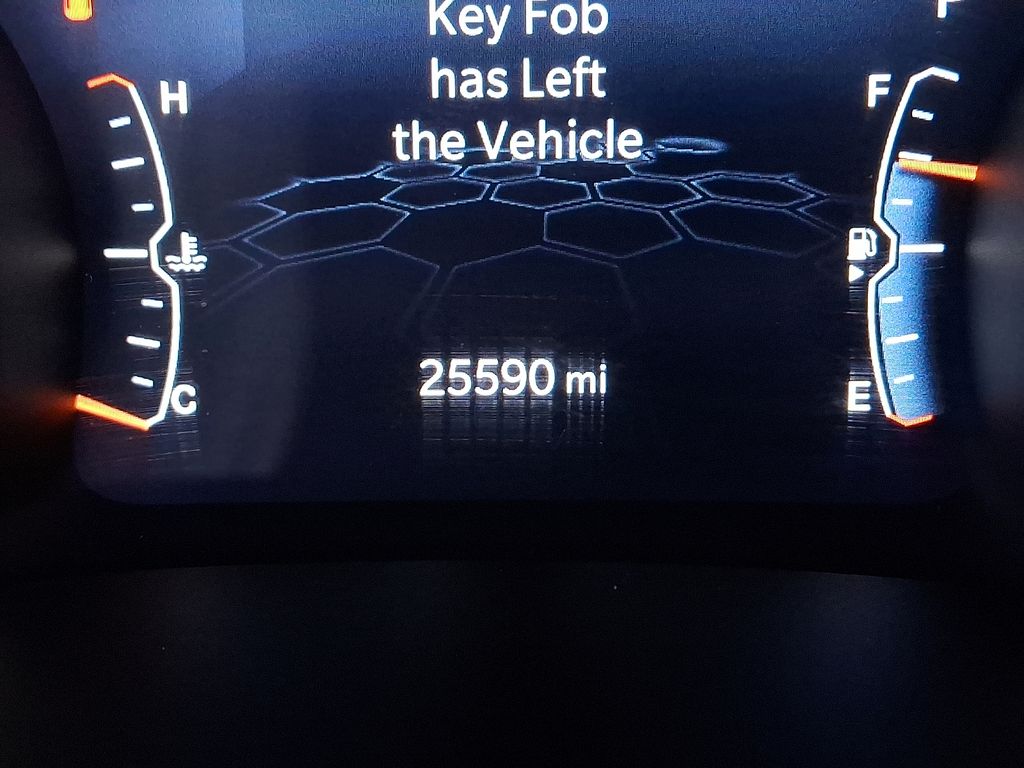 Key Fob
has Left
the Vehicle
H
F
C
E
25590 mi